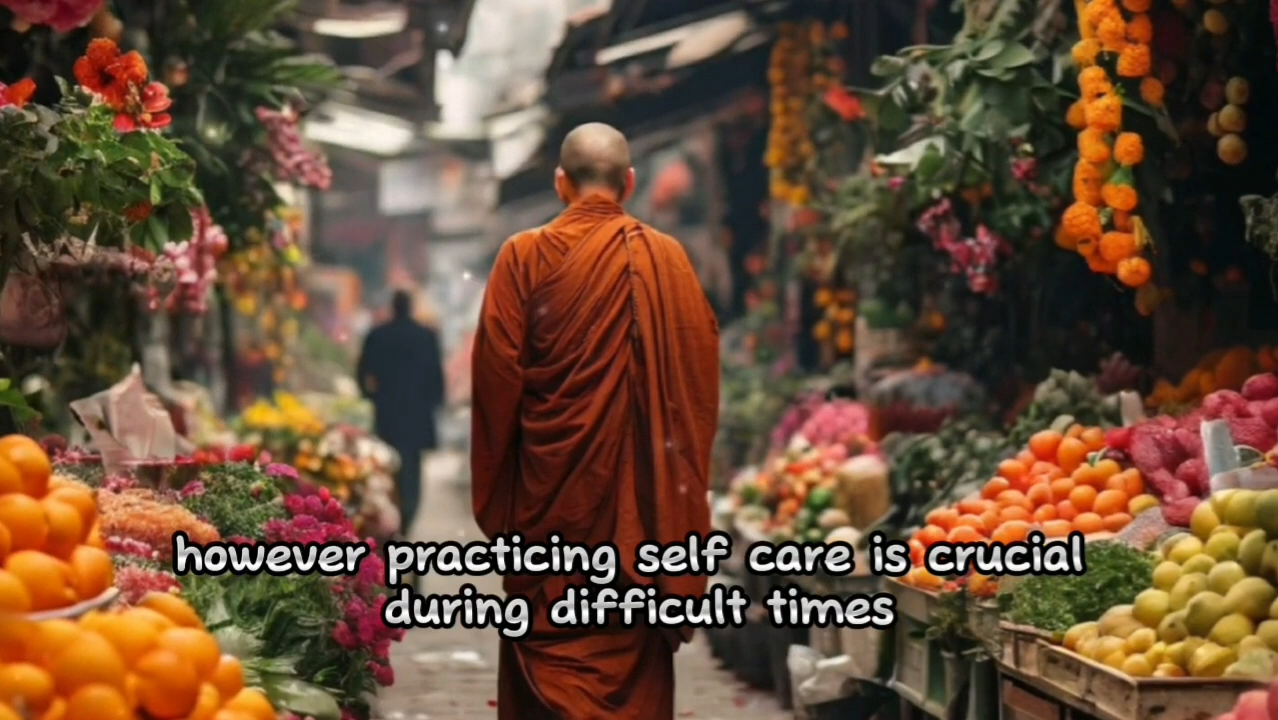 however practicing self care is crucial
during difficult times